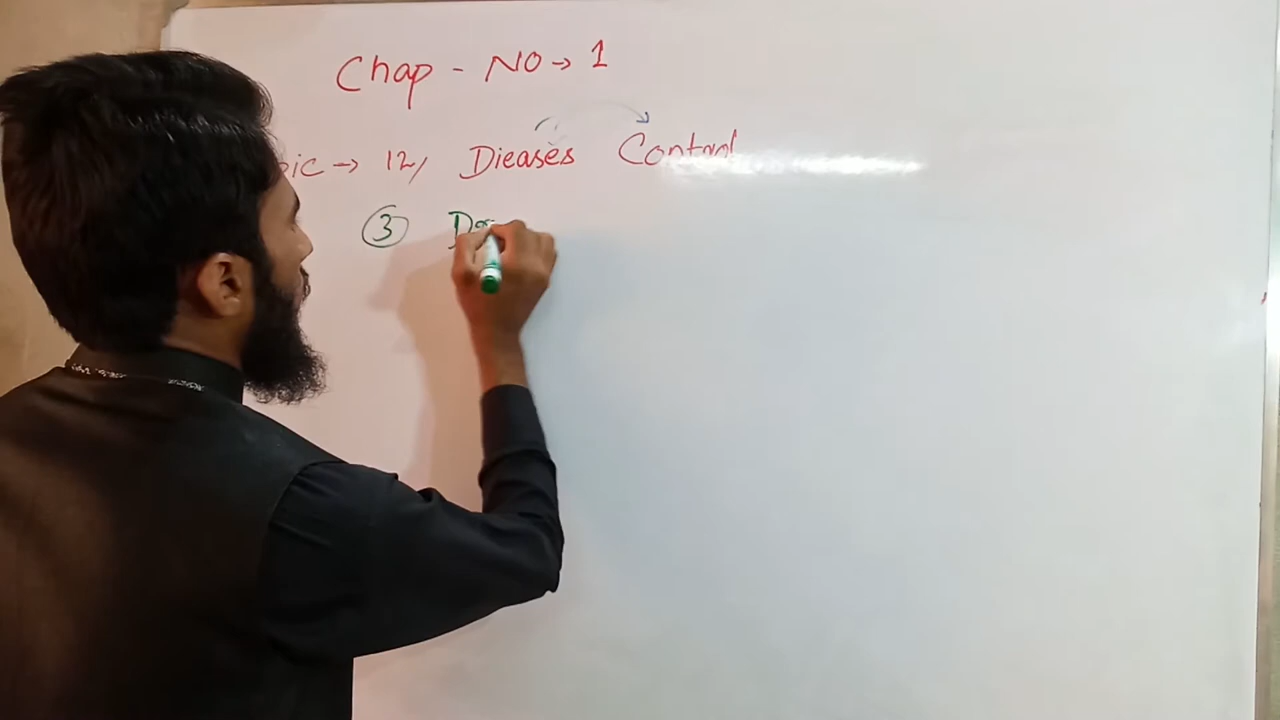 Chap - NO → 1
→ 12, Dieases Control
③